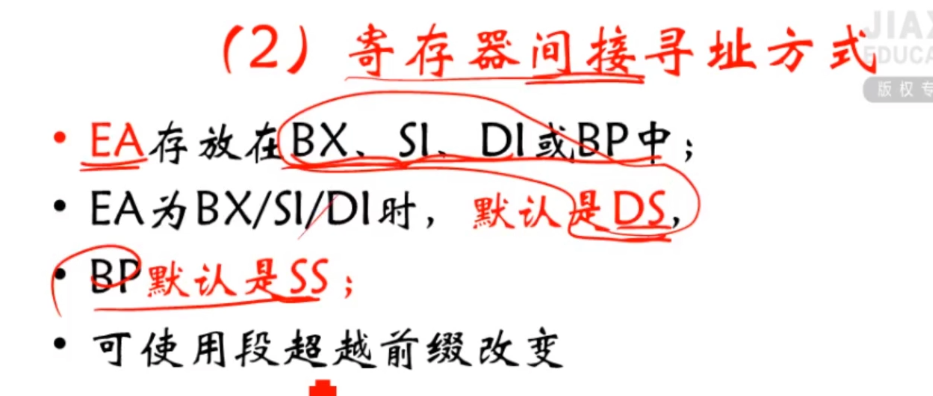 JIAX
EDUCA
版权专
（2）寄存器间接寻址方式
• EA存放在BX、SI、DI或BP中；
• EA为BX/SI/DI时，默认是DS，
• BP默认是SS；
• 可使用段超越前缀改变